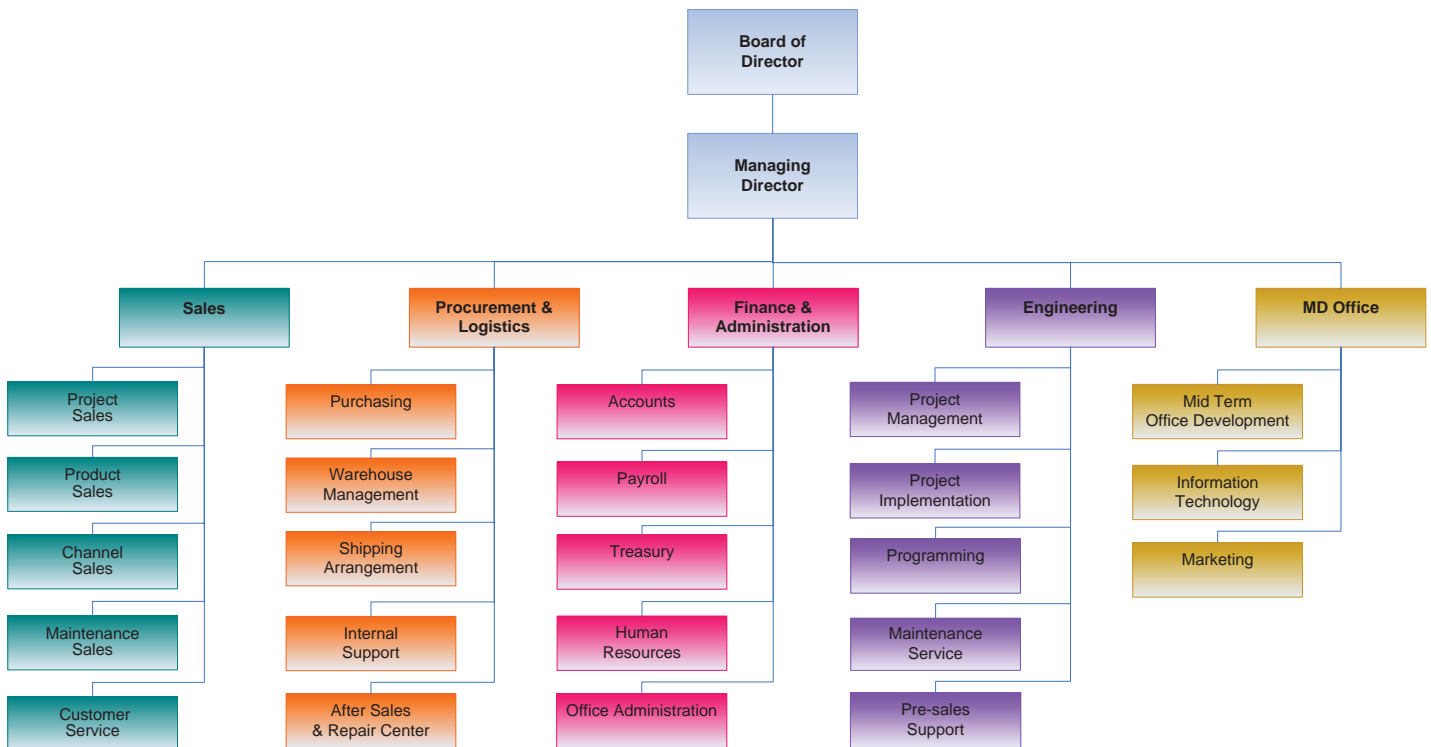 Board of
Director
Managing
Director
Sales
Procurement &
Logistics
Finance &
Administration
Engineering
MD Office
Project
Sales
Product
Sales
Channel
Sales
Maintenance
Sales
Customer
Service
Purchasing
Warehouse
Management
Shipping
Arrangement
Internal
Support
After Sales
& Repair Center
Accounts
Payroll
Treasury
Human
Resources
Office Administration
Project
Management
Project
Implementation
Programming
Maintenance
Service
Pre-sales
Support
Mid Term
Office Development
Information
Technology
Marketing